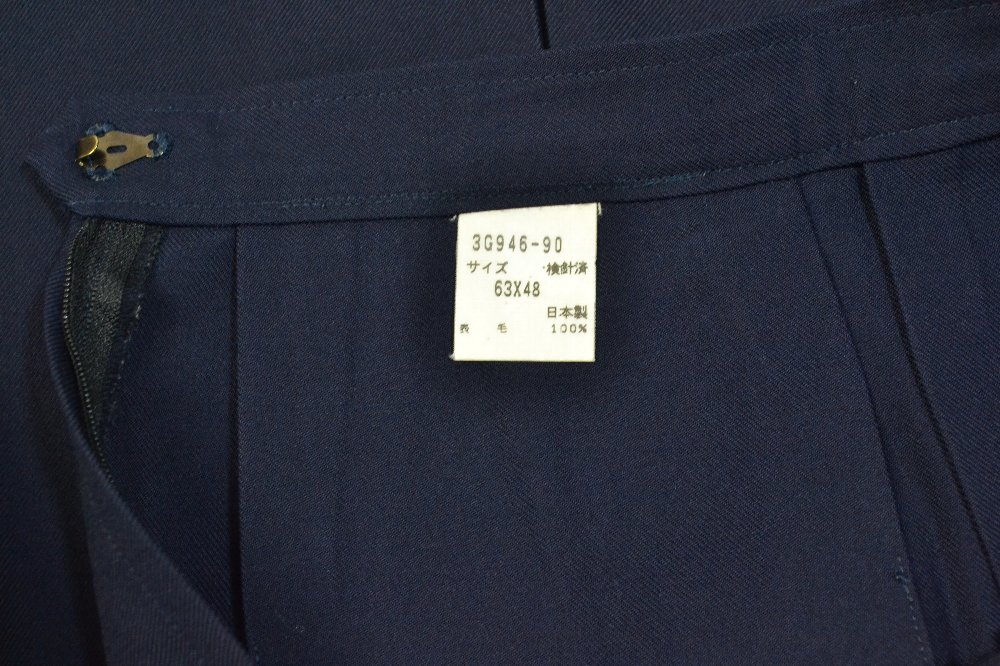 3G946-90
サイズ 検針済
63X48
日本製
表 毛 100%